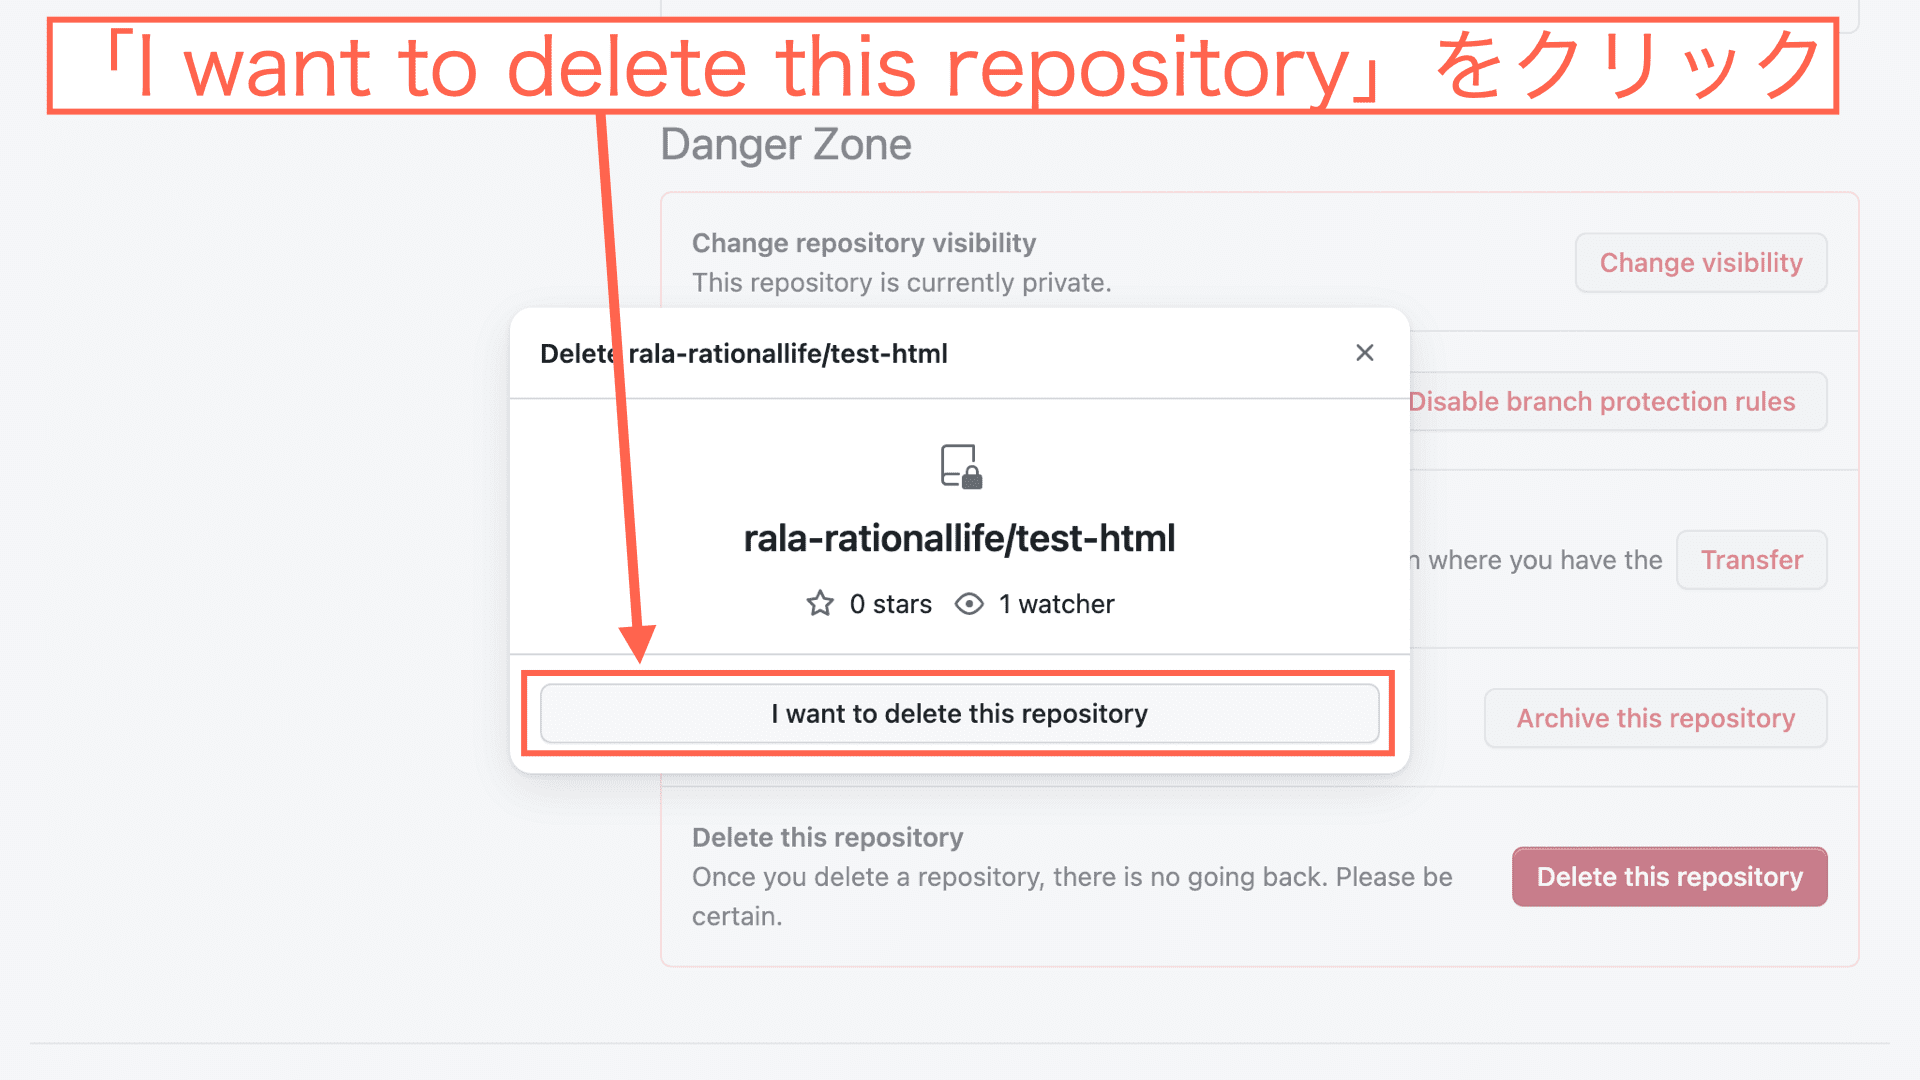 「I want to delete this repository」をクリック
Danger Zone
Change repository visibility
This repository is currently private.
Change visibility
Delete rala-rationallife/test-html
Disable branch protection rules
rala-rationallife/test-html
where you have the
Transfer
0 stars 1 watcher
I want to delete this repository
Archive this repository
Delete this repository
Once you delete a repository, there is no going back. Please be
certain.
Delete this repository